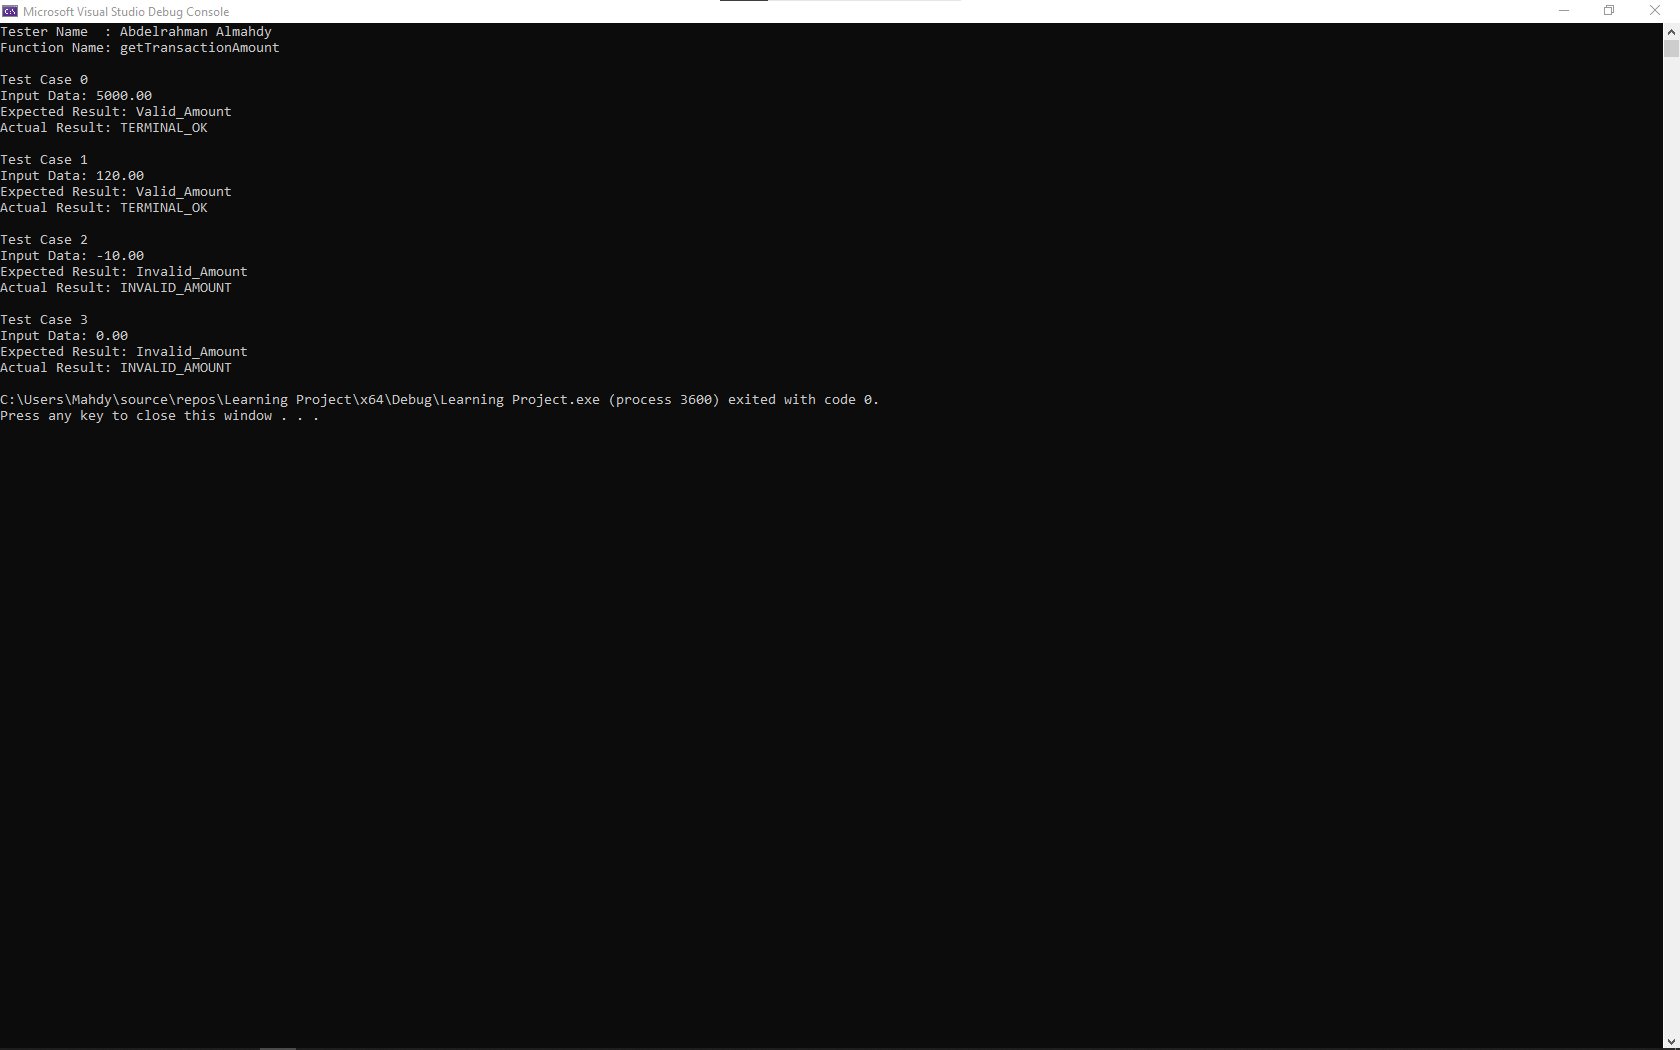 Microsoft Visual Studio Debug Console
Tester Name  : Abdelrahman Almahdy
Function Name: getTransactionAmount
Test Case 0
Input Data: 5000.00
Expected Result: Valid_Amount
Actual Result: TERMINAL_OK
Test Case 1
Input Data: 120.00
Expected Result: Valid_Amount
Actual Result: TERMINAL_OK
Test Case 2
Input Data: -10.00
Expected Result: Invalid_Amount
Actual Result: INVALID_AMOUNT
Test Case 3
Input Data: 0.00
Expected Result: Invalid_Amount
Actual Result: INVALID_AMOUNT
C:\Users\Mahdy\source\repos\Learning Project\x64\Debug\Learning Project.exe (process 3600) exited with code 0.
Press any key to close this window . . .